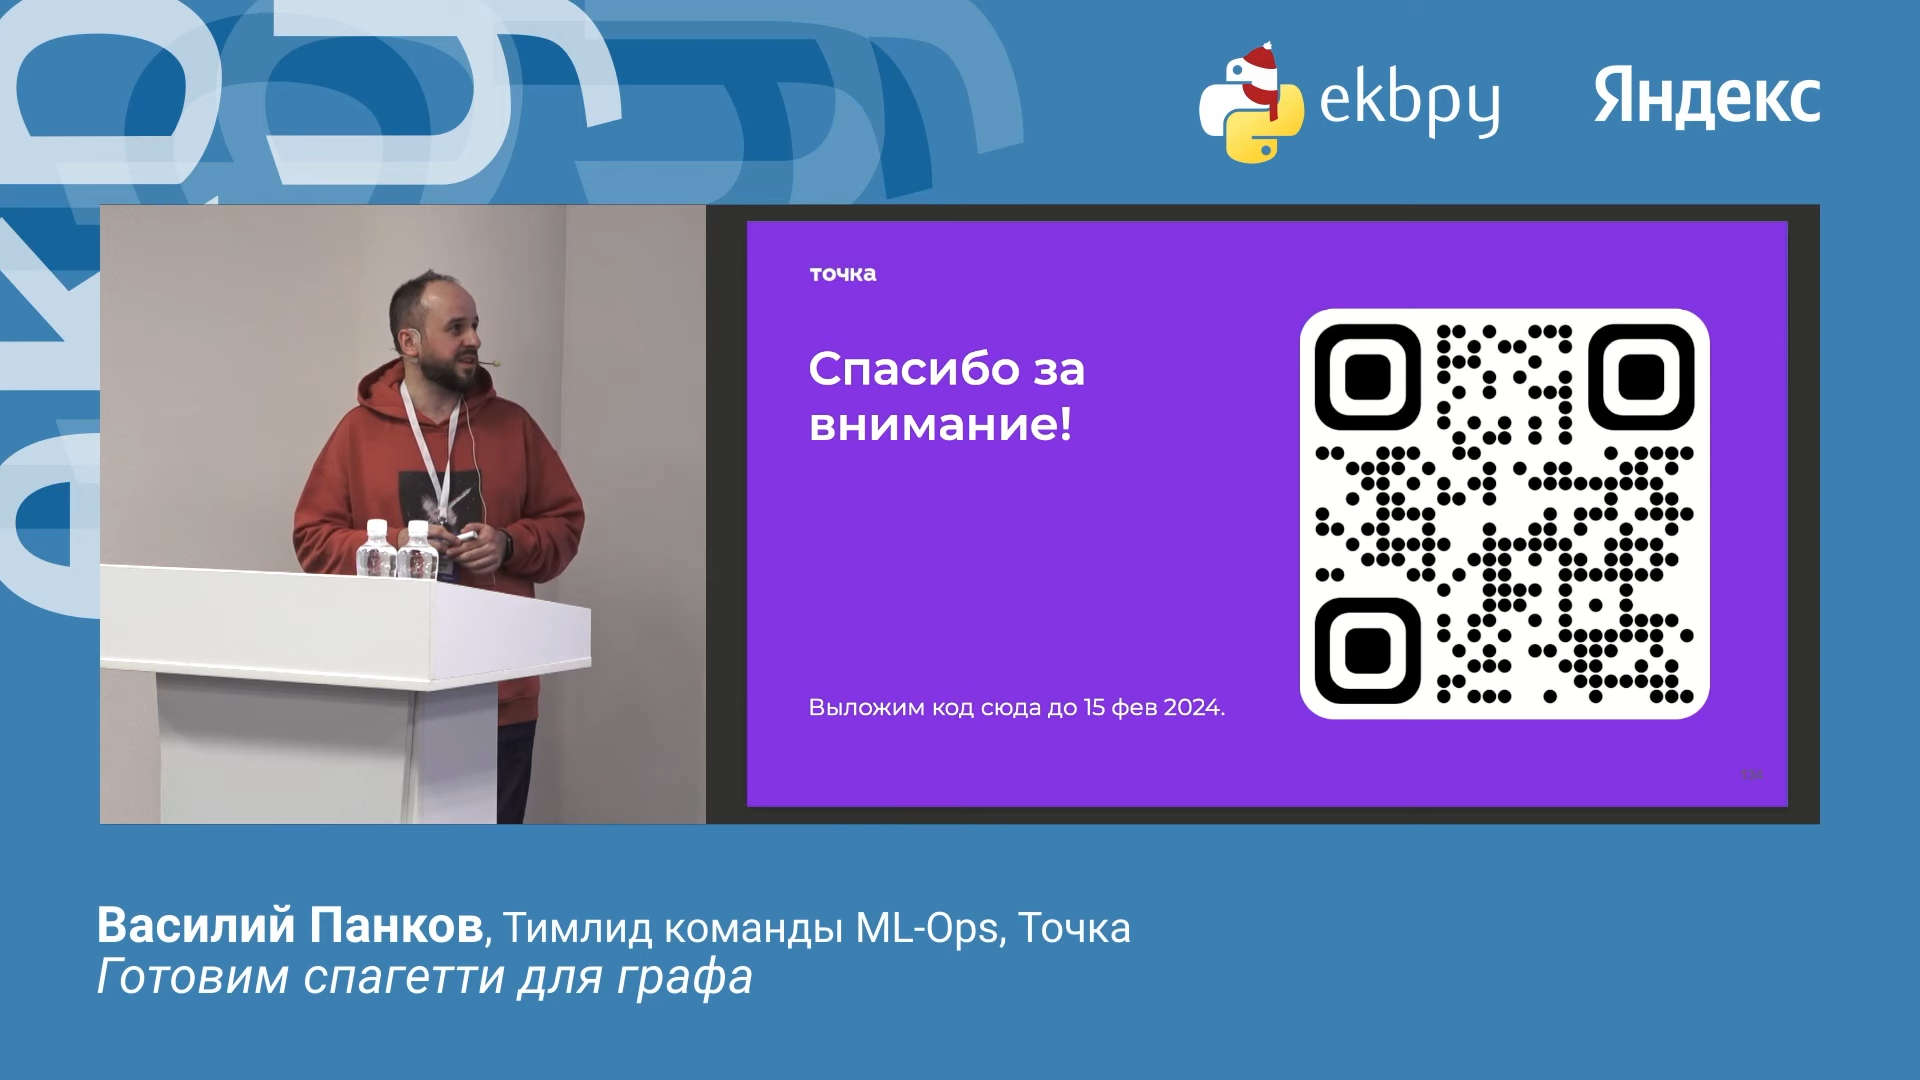 ekbpy
Яндекс
точка
Спасибо за
внимание!
Выложим код сюда до 15 фев 2024.
Василий Панков, Тимлид команды ML-Ops, Точка
Готовим спагетти для графа